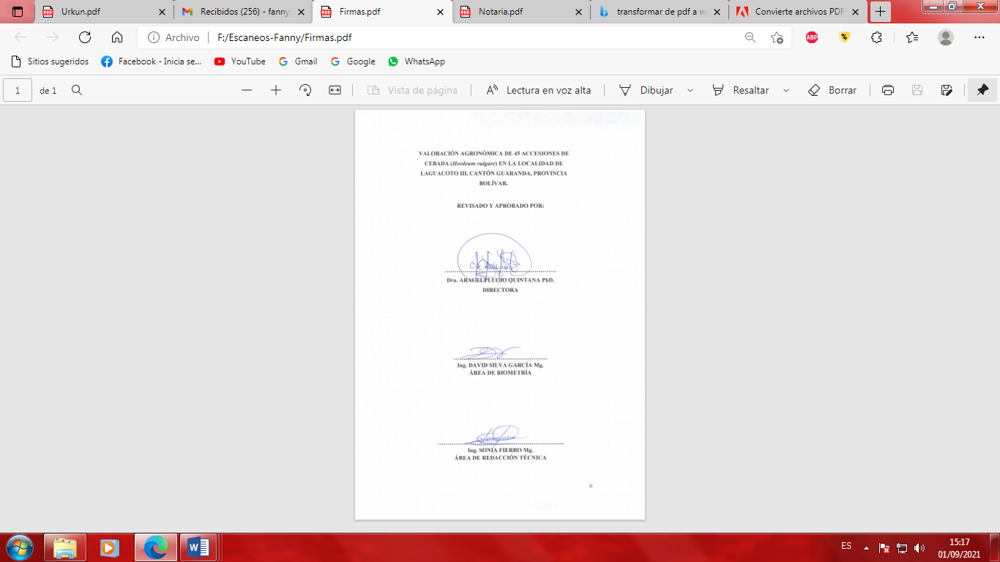 Urkun.pdf
Recibidos (256) - fanny
Firmas.pdf
Notaria.pdf
transformar de pdf a w
Convierte archivos PDF
Archivo
F:/Escaneos-Fanny/Firmas.pdf
ABP
Sitios sugeridos
Facebook - Inicia se...
YouTube
Gmail
Google
WhatsApp
1
de 1
Vista de página
Lectura en voz alta
Dibujar
Resaltar
Borrar
VALORACIÓN AGRONÓMICA DE 45 ACCESIONES DE
CEBADA (Hordeum vulgare) EN LA LOCALIDAD DE
LAGUACOTO III, CANTÓN GUARANDA, PROVINCIA
BOLÍVAR.
REVISADO Y APROBADO POR:
Dra. ARACELI LUCIO QUINTANA PhD.
DIRECTORA
Ing. DAVID SILVA GARCÍA Mg.
ÁREA DE BIOMETRÍA
Ing. SONIA FIERRO Mg.
ÁREA DE REDACCIÓN TÉCNICA
II
ES
15:17
01/09/2021